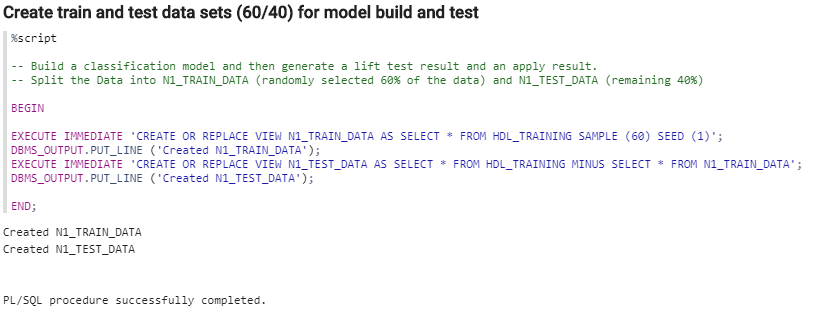 Create train and test data sets (60/40) for model build and test
%script
-- Build a classification model and then generate a lift test result and an apply result.
-- Split the Data into N1_TRAIN_DATA (randomly selected 60% of the data) and N1_TEST_DATA (remaining 40%)
BEGIN
EXECUTE IMMEDIATE 'CREATE OR REPLACE VIEW N1_TRAIN_DATA AS SELECT * FROM HDL_TRAINING SAMPLE (60) SEED (1)';
DBMS_OUTPUT.PUT_LINE ('Created N1_TRAIN_DATA');
EXECUTE IMMEDIATE 'CREATE OR REPLACE VIEW N1_TEST_DATA AS SELECT * FROM HDL_TRAINING MINUS SELECT * FROM N1_TRAIN_DATA';
DBMS_OUTPUT.PUT_LINE ('Created N1_TEST_DATA');
END;
Created N1_TRAIN_DATA
Created N1_TEST_DATA
PL/SQL procedure successfully completed.